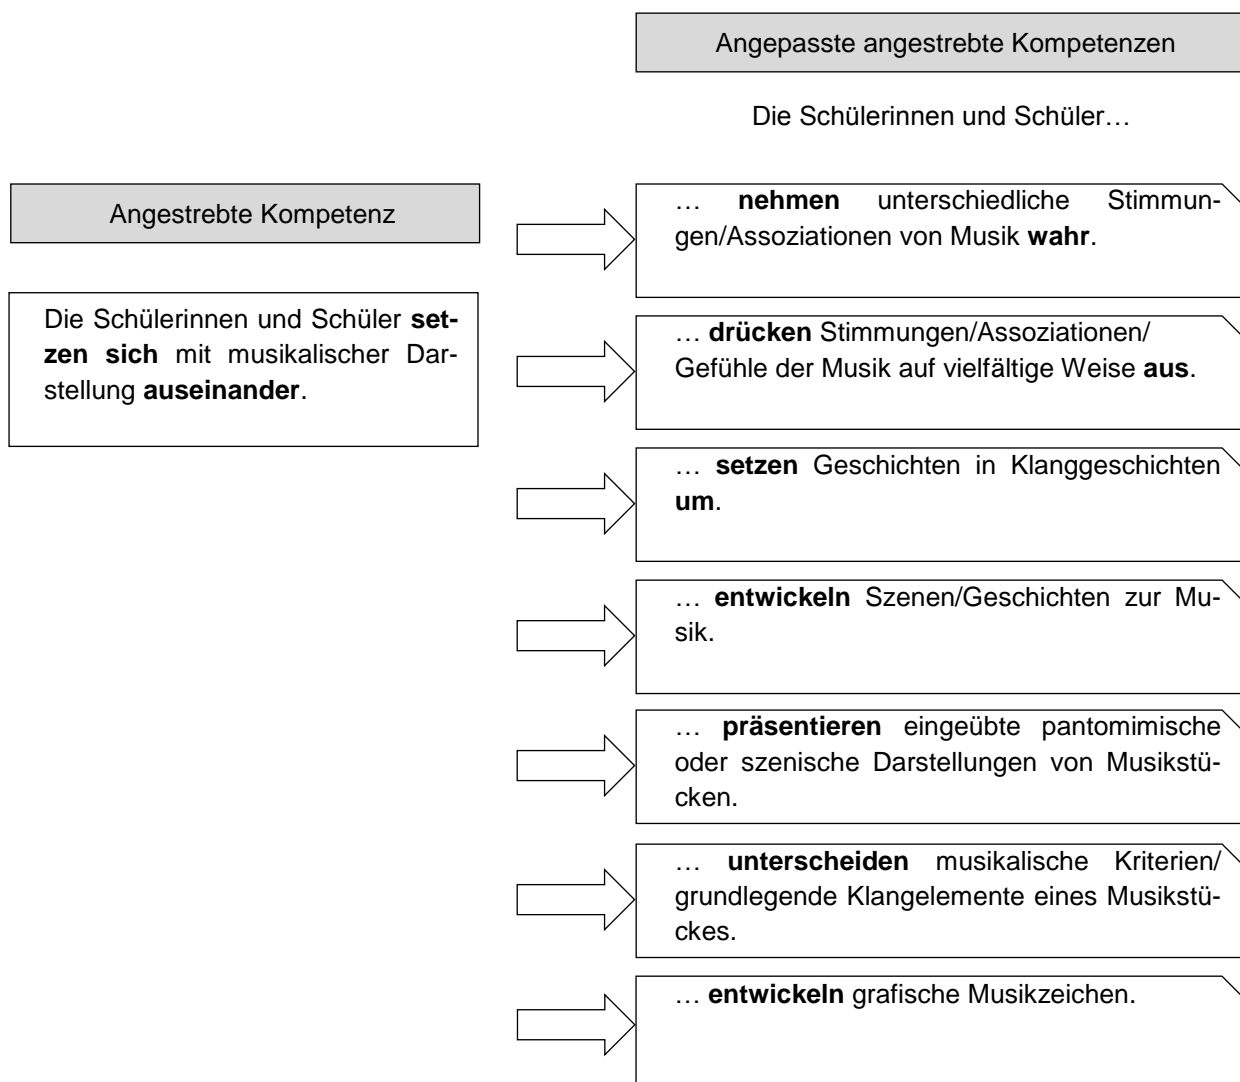 Angepasste angestrebte Kompetenzen
Die Schülerinnen und Schüler…
Angestrebte Kompetenz
Die Schülerinnen und Schüler set-
zen sich mit musikalischer Dar-
stellung auseinander.
… nehmen unterschiedliche Stimmun-
gen/Assoziationen von Musik wahr.
… drücken Stimmungen/Assoziationen/
Gefühle der Musik auf vielfältige Weise aus.
… setzen Geschichten in Klanggeschichten
um.
… entwickeln Szenen/Geschichten zur Mu-
sik.
… präsentieren eingeübte pantomimische
oder szenische Darstellungen von Musikstü-
cken.
… unterscheiden musikalische Kriterien/
grundlegende Klangelemente eines Musikstü-
ckes.
… entwickeln grafische Musikzeichen.